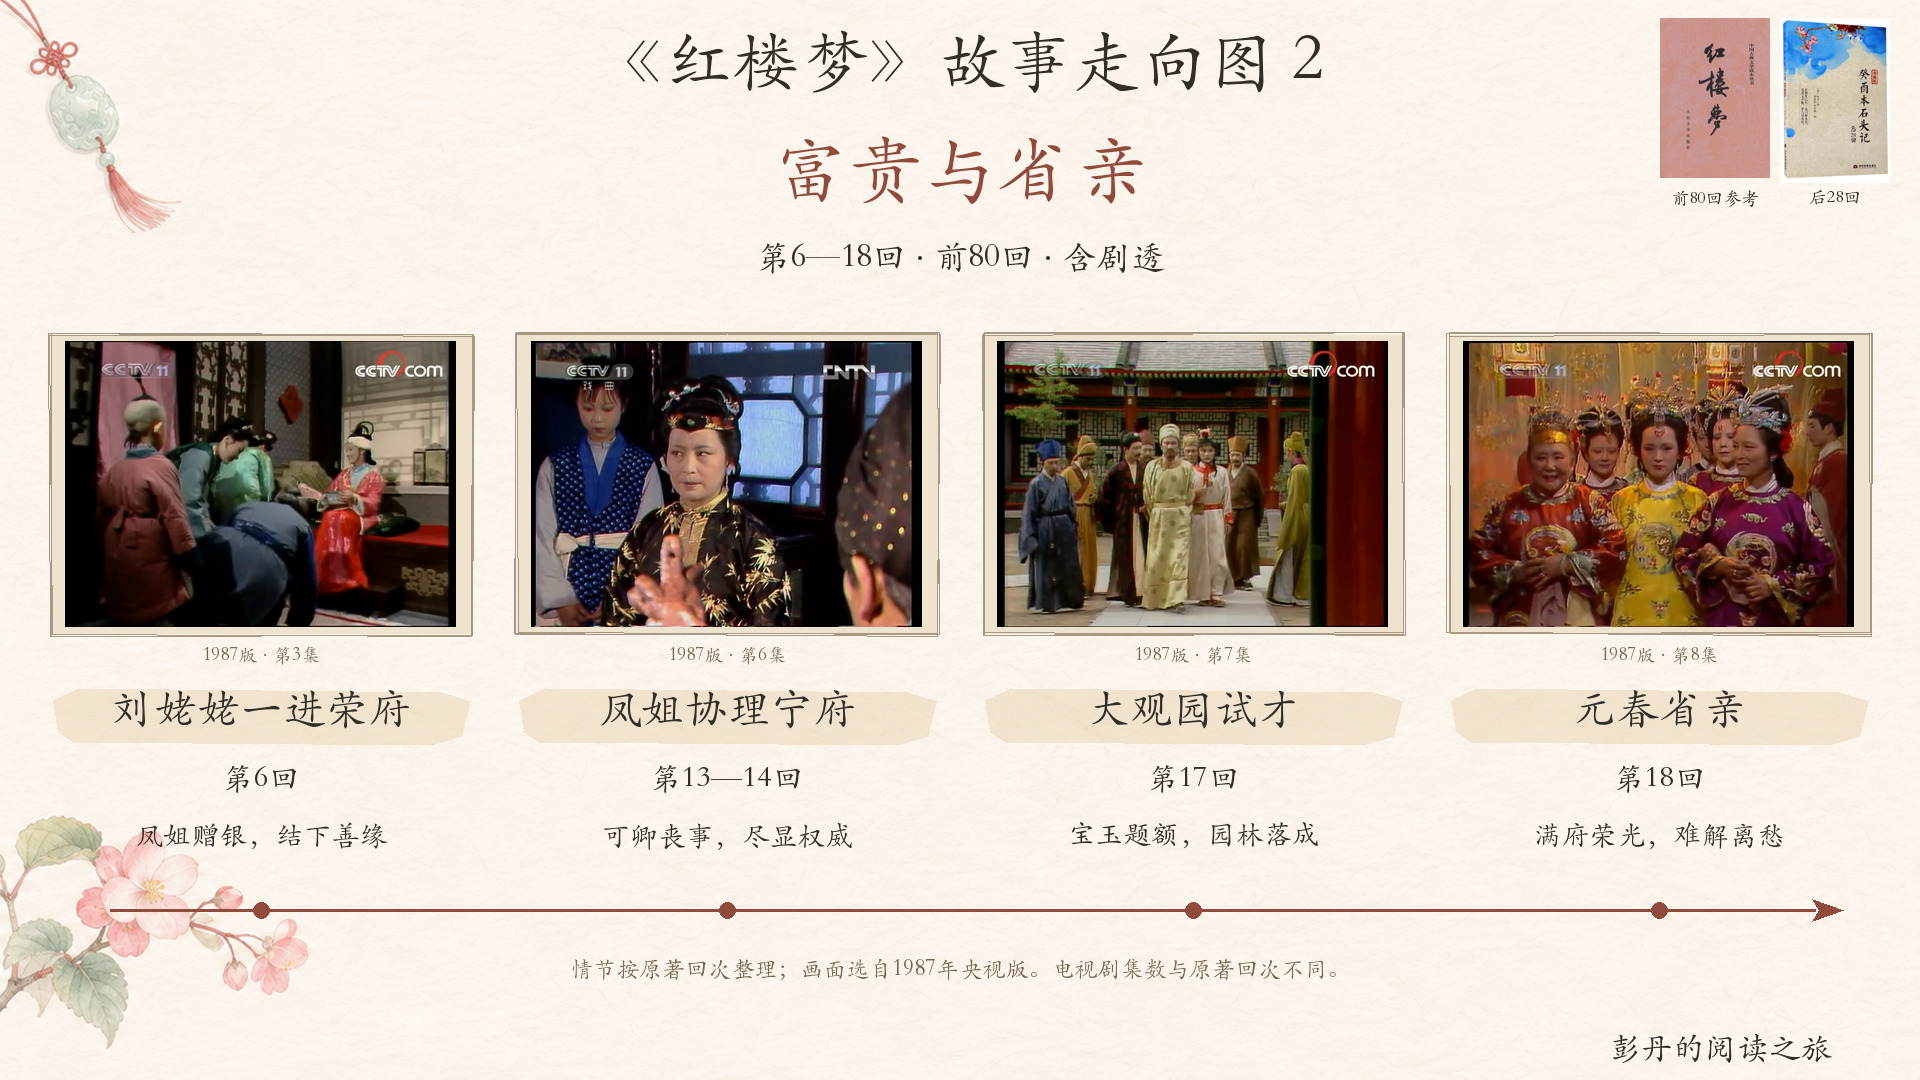 《红楼梦》故事走向图 2
富贵与省亲
第6—18回 · 前80回 · 含剧透
红楼梦
癸酉本石头记
前80回参考
后28回
CCTV 11
CCTV.com
CCTV 11
戏曲
CNTV
CCTV 11
CCTV.com
CCTV 11
CCTV.com
1987版 · 第3集
1987版 · 第6集
1987版 · 第7集
1987版 · 第8集
刘姥姥一进荣府
凤姐协理宁府
大观园试才
元春省亲
第6回
第13—14回
第17回
第18回
凤姐赠银，结下善缘
可卿丧事，尽显权威
宝玉题额，园林落成
满府荣光，难解离愁
情节按原著回次整理；画面选自1987年央视版。电视剧集数与原著回次不同。
彭丹的阅读之旅